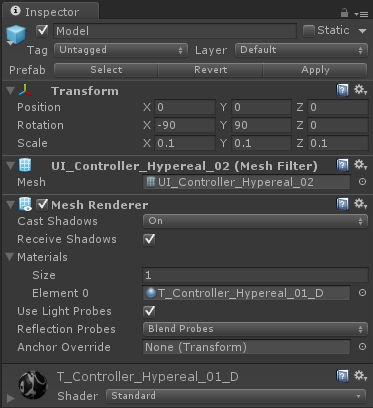 Inspector
Model Static
Tag Untagged Layer Default
Prefab Select Revert Apply
Transform
Position X 0 Y 0 Z 0
Rotation X -90 Y 90 Z 0
Scale X 0.1 Y 0.1 Z 0.1
UI_Controller_Hypereal_02 (Mesh Filter)
Mesh UI_Controller_Hypereal_02
Mesh Renderer
Cast Shadows On
Receive Shadows
Materials
Size 1
Element 0 T_Controller_Hypereal_01_D
Use Light Probes
Reflection Probes Blend Probes
Anchor Override None (Transform)
T_Controller_Hypereal_01_D
Shader Standard